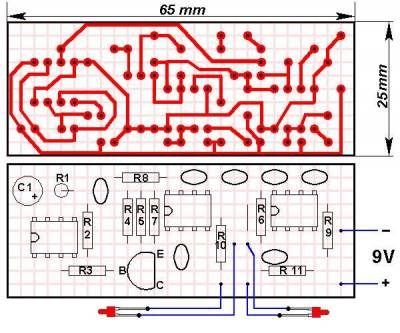 65 mm
25mm
C1
+
R1
R8
R2
R4
R5
R7
R10
R6
R9
R3
B
E
C
R 11
−
9V
+